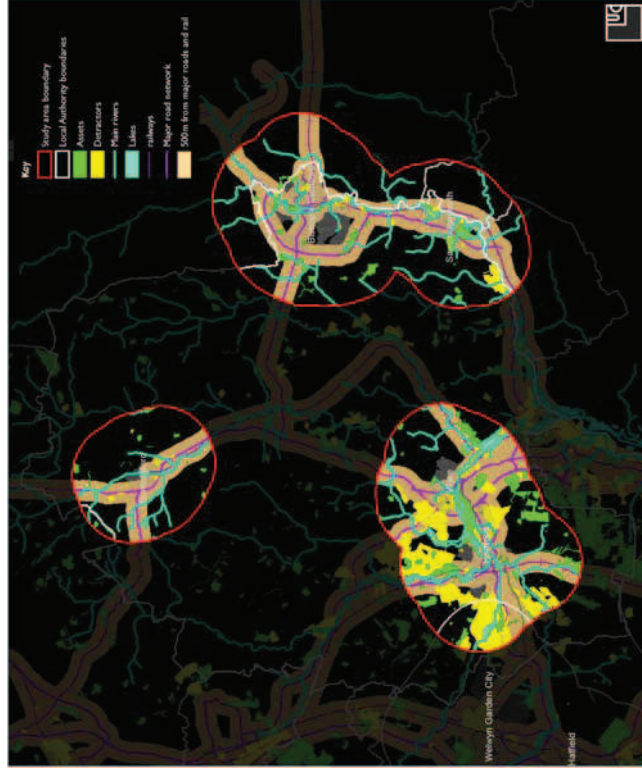 Key
Study area boundary
Local Authority boundaries
Assets
Detractors
Main rivers
Lakes
railways
Major road network
500m from major roads and rail
Welwyn Garden City
Hatfield